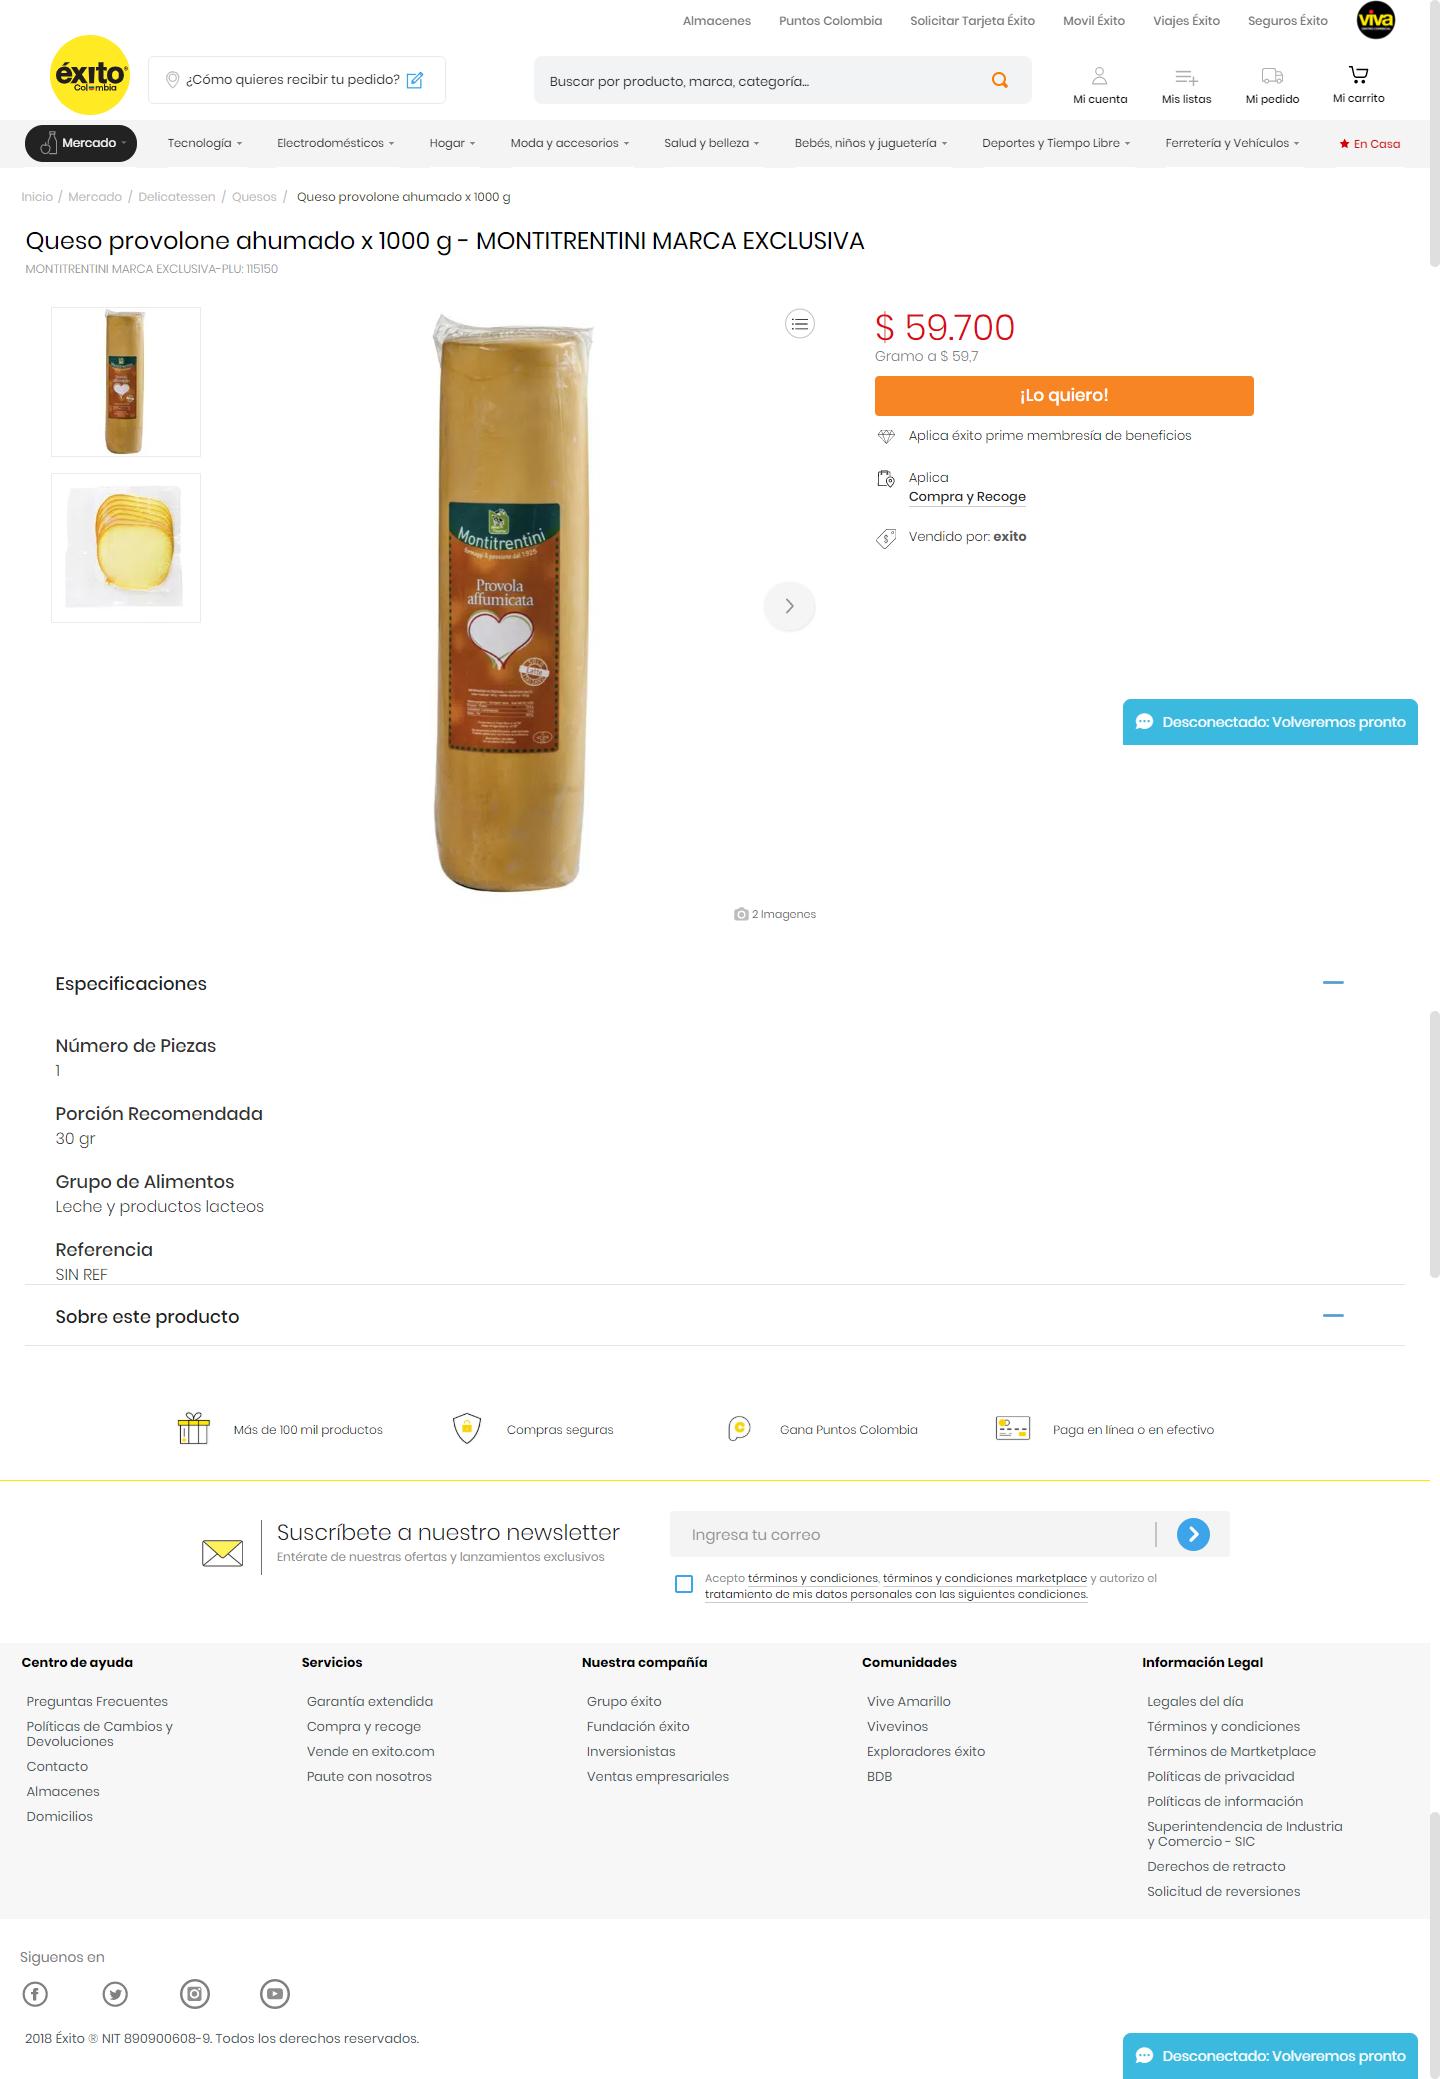 Almacenes Puntos Colombia Solicitar Tarjeta Éxito Movil Éxito Viajes Éxito Seguros Éxito viva
éxito
Colombia
¿Cómo quieres recibir tu pedido?
Buscar por producto, marca, categoría...
Mi cuenta Mis listas Mi pedido Mi carrito
Mercado Tecnología Electrodomésticos Hogar Moda y accesorios Salud y belleza Bebés, niños y juguetería Deportes y Tiempo Libre Ferretería y Vehículos En Casa
Inicio / Mercado / Delicatessen / Quesos / Queso provolone ahumado x 1000 g
Queso provolone ahumado x 1000 g - MONTITRENTINI MARCA EXCLUSIVA
MONTITRENTINI MARCA EXCLUSIVA-PLU: 115150
Montitrentini
formaggi & passione dal 1925
Provola
affumicata
Latte
2 Imagenes
$ 59.700
Gramo a $ 59,7
¡Lo quiero!
Aplica éxito prime membresía de beneficios
Aplica
Compra y Recoge
Vendido por: exito
Desconectado: Volveremos pronto
Especificaciones
Número de Piezas
1
Porción Recomendada
30 gr
Grupo de Alimentos
Leche y productos lacteos
Referencia
SIN REF
Sobre este producto
Más de 100 mil productos Compras seguras Gana Puntos Colombia Paga en línea o en efectivo
Suscríbete a nuestro newsletter
Entérate de nuestras ofertas y lanzamientos exclusivos
Ingresa tu correo
Acepto términos y condiciones, términos y condiciones marketplace y autorizo el
tratamiento de mis datos personales con las siguientes condiciones.
Centro de ayuda
Preguntas Frecuentes
Políticas de Cambios y
Devoluciones
Contacto
Almacenes
Domicilios
Servicios
Garantía extendida
Compra y recoge
Vende en exito.com
Paute con nosotros
Nuestra compañía
Grupo éxito
Fundación éxito
Inversionistas
Ventas empresariales
Comunidades
Vive Amarillo
Vivevinos
Exploradores éxito
BDB
Información Legal
Legales del día
Términos y condiciones
Términos de Martketplace
Políticas de privacidad
Políticas de información
Superintendencia de Industria
y Comercio - SIC
Derechos de retracto
Solicitud de reversiones
Siguenos en
2018 Éxito ® NIT 890900608-9. Todos los derechos reservados.
Desconectado: Volveremos pronto